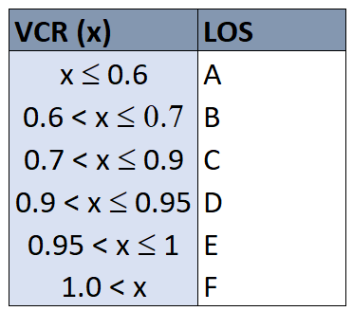 VCR (x) LOS
x ≤ 0.6 A
0.6 < x ≤ 0.7 B
0.7 < x ≤ 0.9 C
0.9 < x ≤ 0.95 D
0.95 < x ≤ 1 E
1.0 < x F